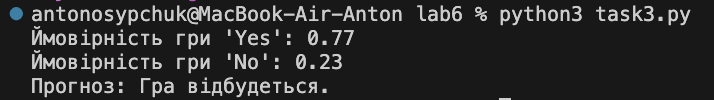 antonosypchuk@MacBook-Air-Anton lab6 % python3 task3.py
Ймовірність гри 'Yes': 0.77
Ймовірність гри 'No': 0.23
Прогноз: Гра відбудеться.